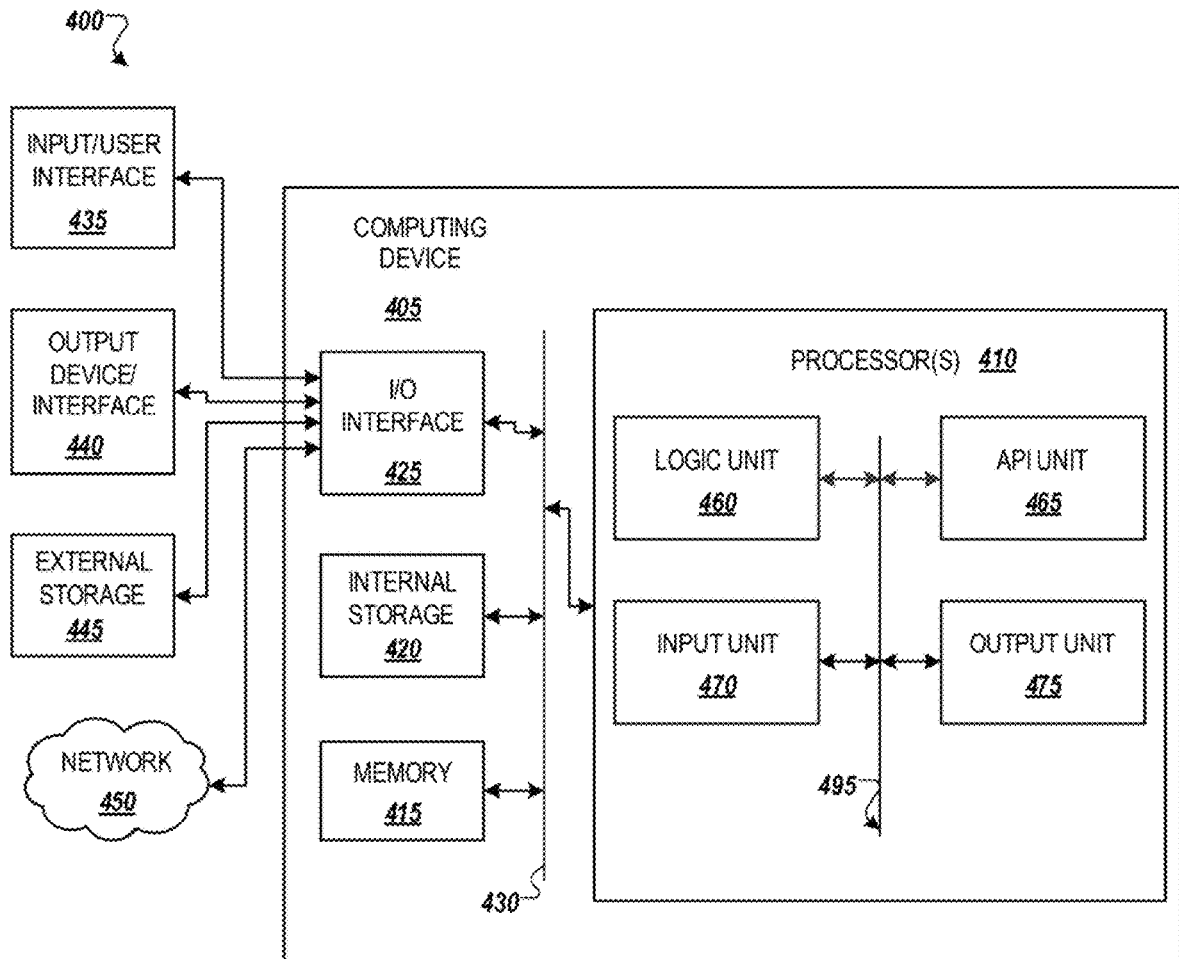 400
INPUT/USER
INTERFACE
435
OUTPUT
DEVICE/
INTERFACE
440
EXTERNAL
STORAGE
445
NETWORK
450
COMPUTING
DEVICE
405
I/O
INTERFACE
425
INTERNAL
STORAGE
420
MEMORY
415
430
PROCESSOR(S) 410
LOGIC UNIT
460
API UNIT
465
INPUT UNIT
470
OUTPUT UNIT
475
495